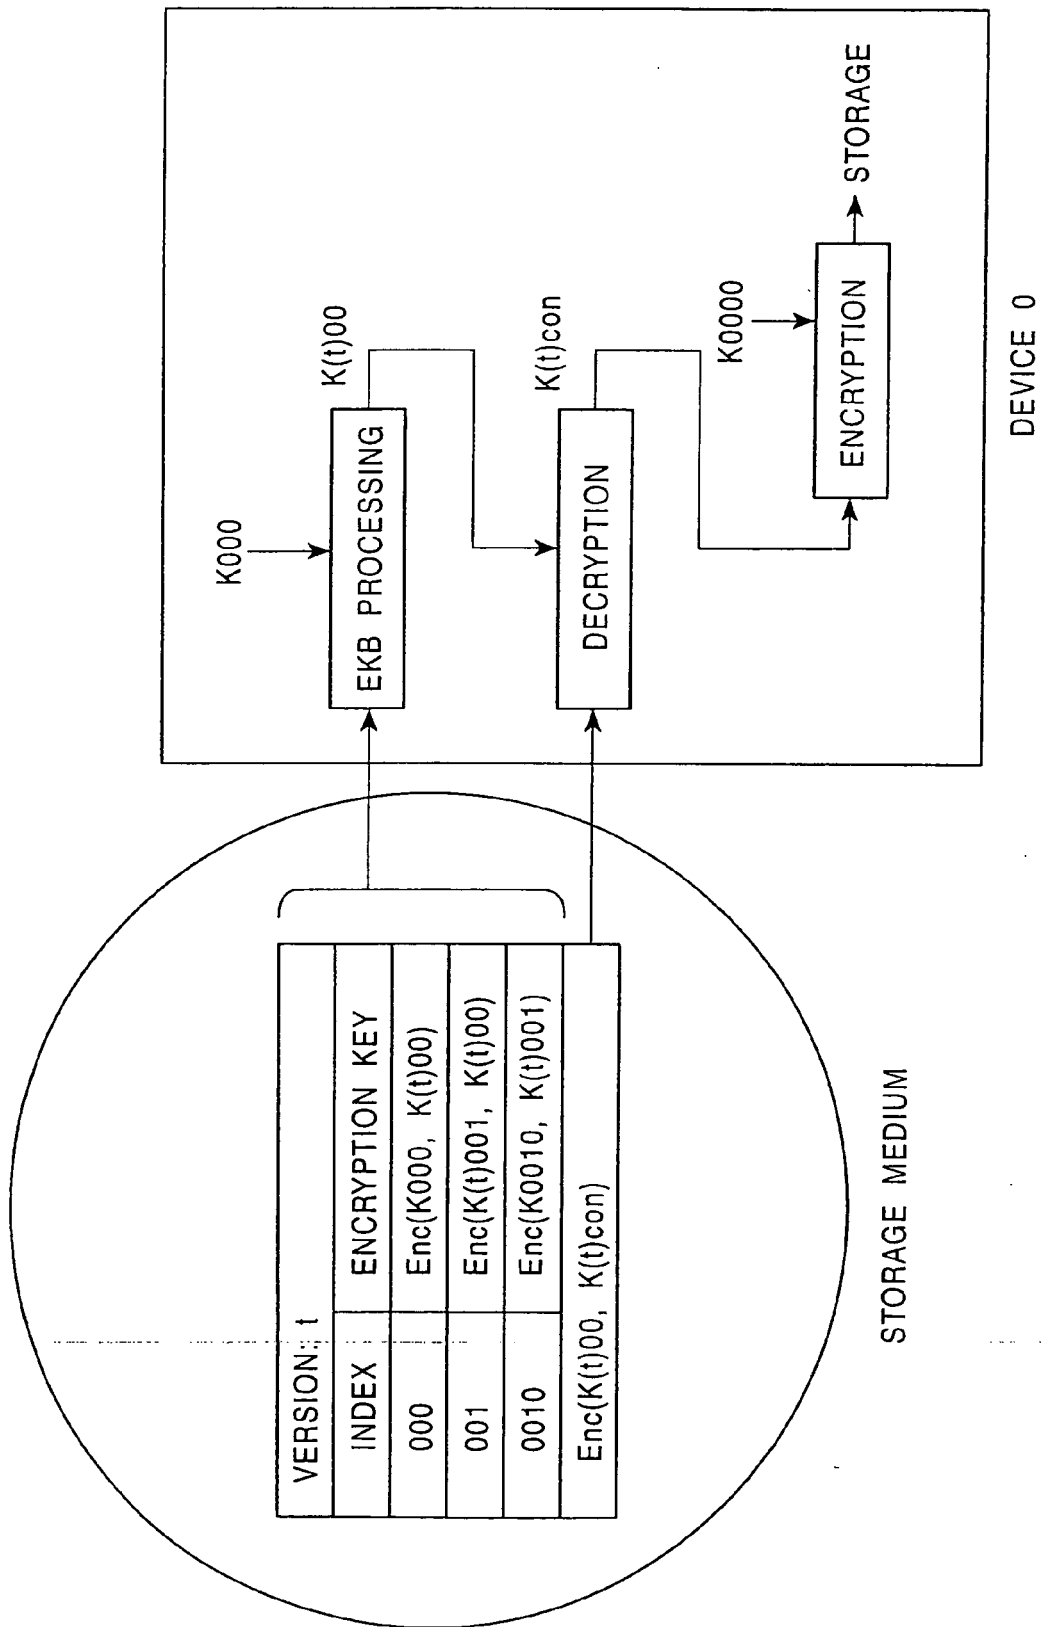 VERSION: t
INDEX ENCRYPTION KEY
000 Enc(K000, K(t)00)
001 Enc(K(t)001, K(t)00)
0010 Enc(K0010, K(t)001)
Enc(K(t)00, K(t)con)
STORAGE MEDIUM
K000
EKB PROCESSING
K(t)00
DECRYPTION
K(t)con
K0000
ENCRYPTION
STORAGE
DEVICE 0